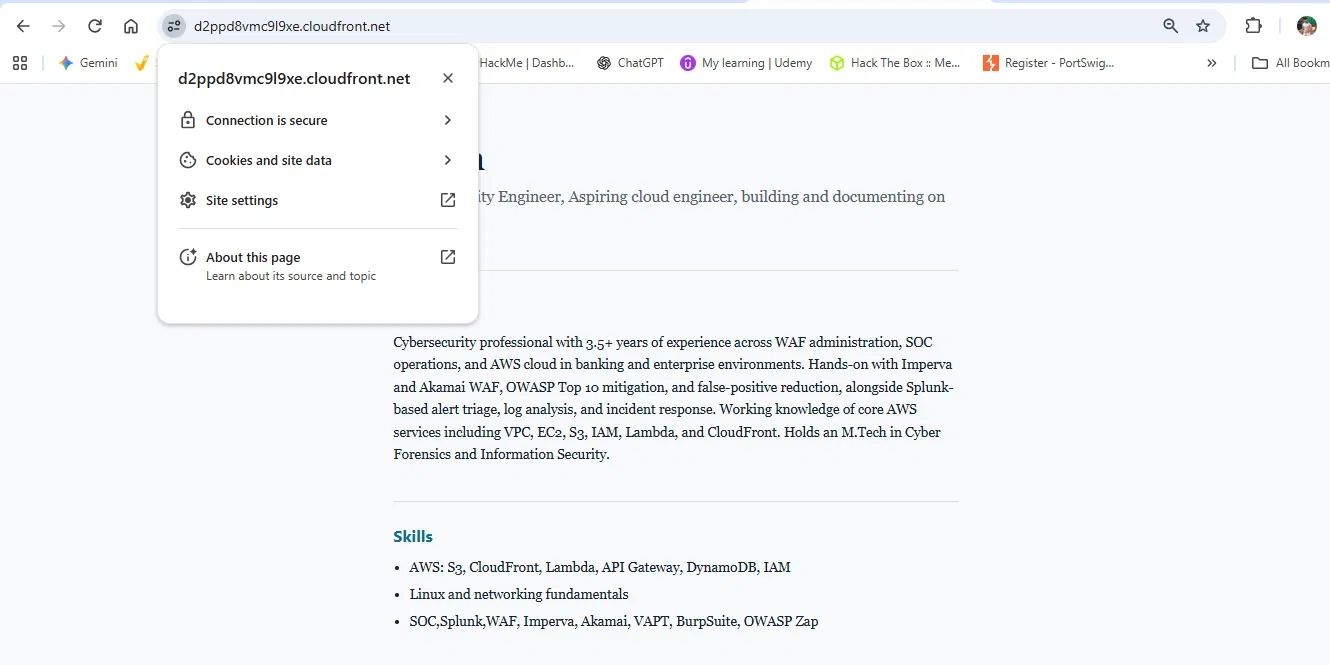 d2ppd8vmc9l9xe.cloudfront.net
Gemini HackMe | Dashb... ChatGPT My learning | Udemy Hack The Box :: Me... Register - PortSwig... » All Bookm
d2ppd8vmc9l9xe.cloudfront.net
Connection is secure
Cookies and site data
Site settings
About this page
Learn about its source and topic
ity Engineer, Aspiring cloud engineer, building and documenting on
Cybersecurity professional with 3.5+ years of experience across WAF administration, SOC
operations, and AWS cloud in banking and enterprise environments. Hands-on with Imperva
and Akamai WAF, OWASP Top 10 mitigation, and false-positive reduction, alongside Splunk-
based alert triage, log analysis, and incident response. Working knowledge of core AWS
services including VPC, EC2, S3, IAM, Lambda, and CloudFront. Holds an M.Tech in Cyber
Forensics and Information Security.
Skills
• AWS: S3, CloudFront, Lambda, API Gateway, DynamoDB, IAM
• Linux and networking fundamentals
• SOC,Splunk,WAF, Imperva, Akamai, VAPT, BurpSuite, OWASP Zap